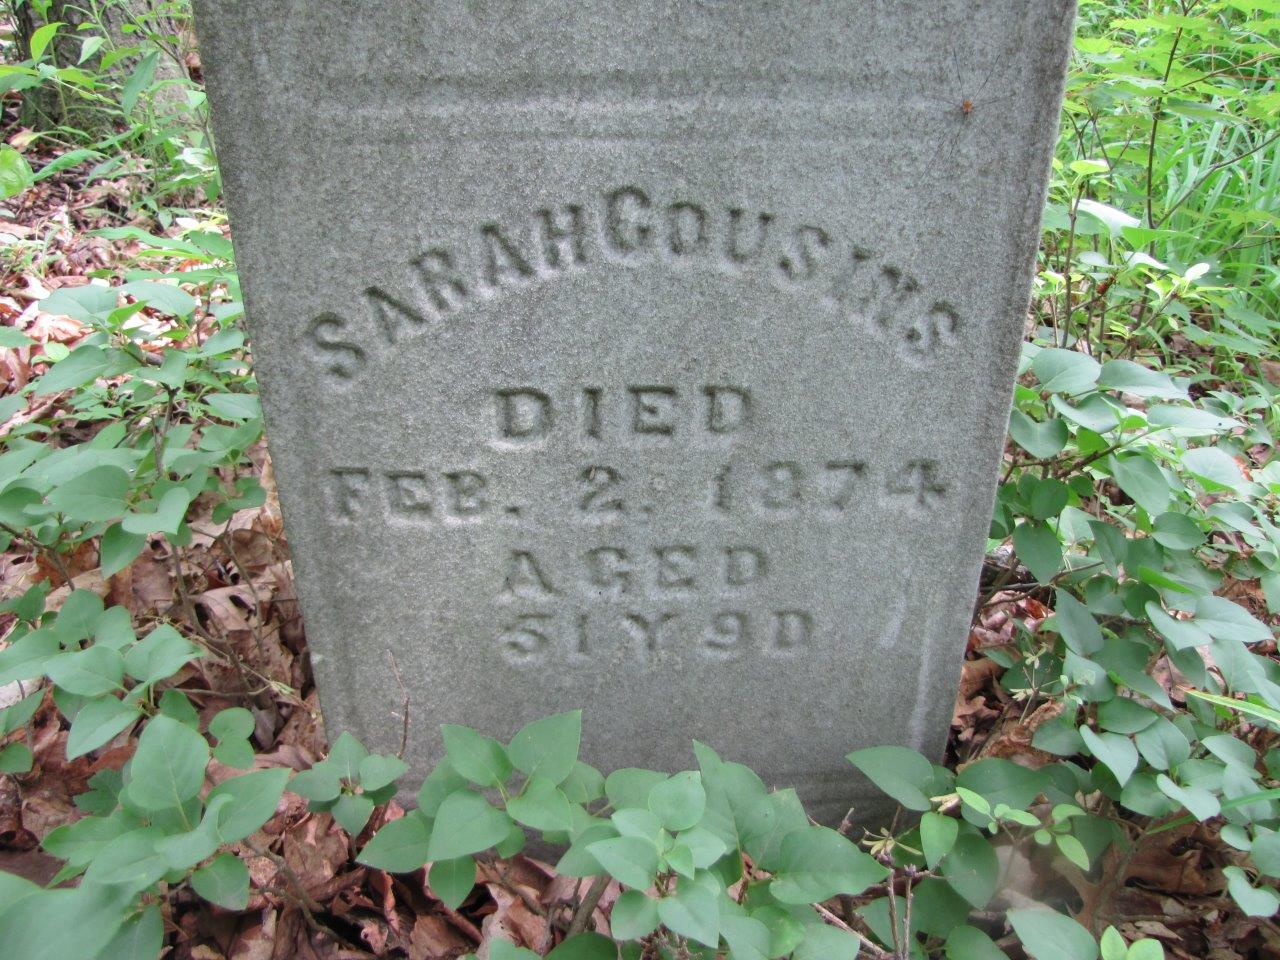 SARAH COUSINS
DIED
FEB. 2. 1874
AGED
51 Y 9 D